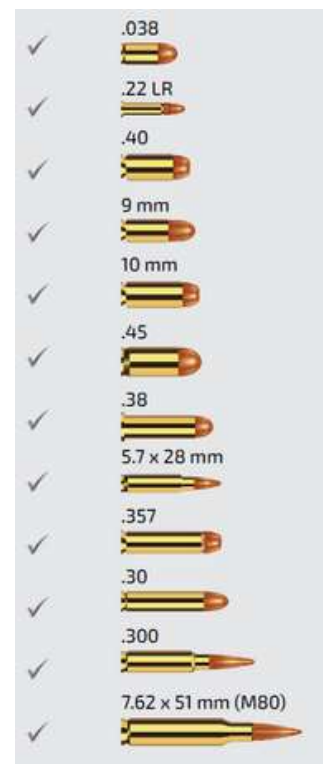 .038
.22 LR
.40
9 mm
10 mm
.45
.38
5.7 x 28 mm
.357
.30
.300
7.62 x 51 mm (M80)